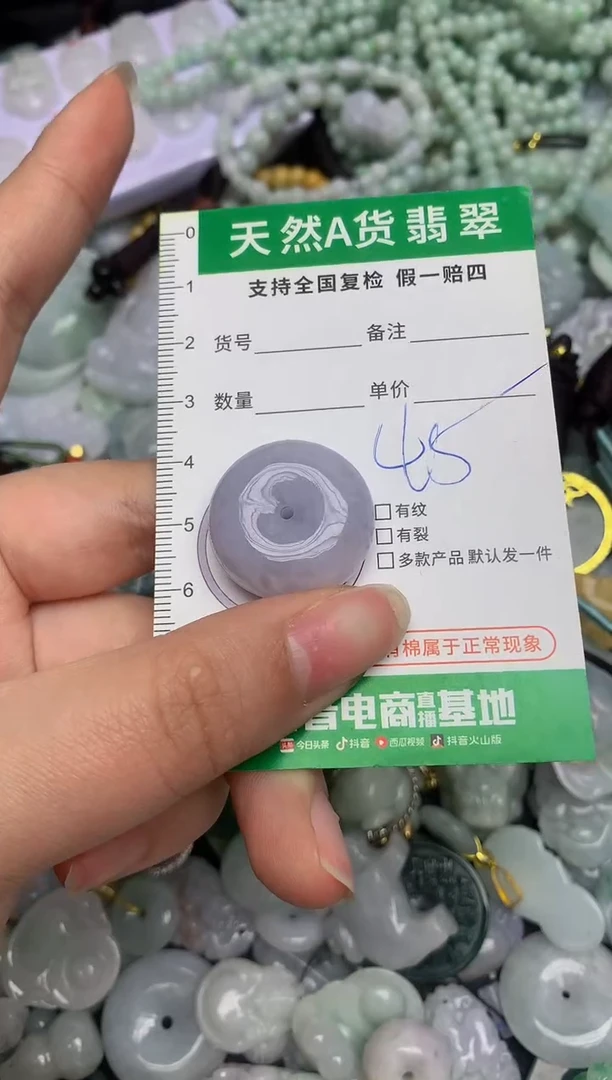 天然A货翡翠
支持全国复检 假一赔四
0
1
2
3
4
5
6
货号 备注
数量 单价
45
有纹
有裂
多款产品 默认发一件
棉属于正常现象
电商直播基地
今日头条 抖音 西瓜视频 抖音火山版